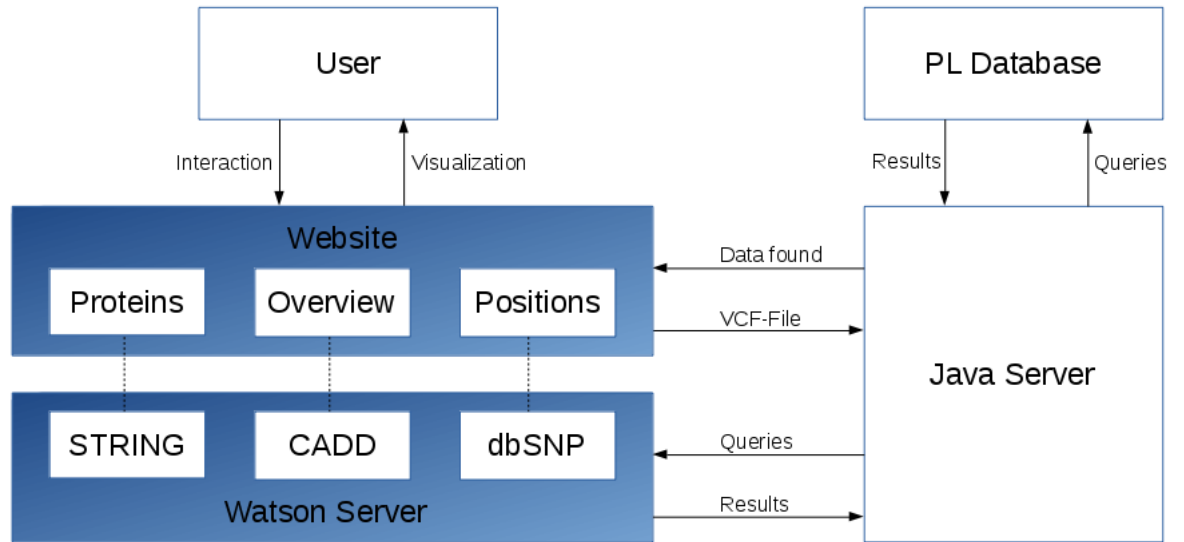 User
PL Database
Interaction
Visualization
Results
Queries
Website
Proteins
Overview
Positions
Data found
VCF-File
Java Server
STRING
CADD
dbSNP
Queries
Results
Watson Server